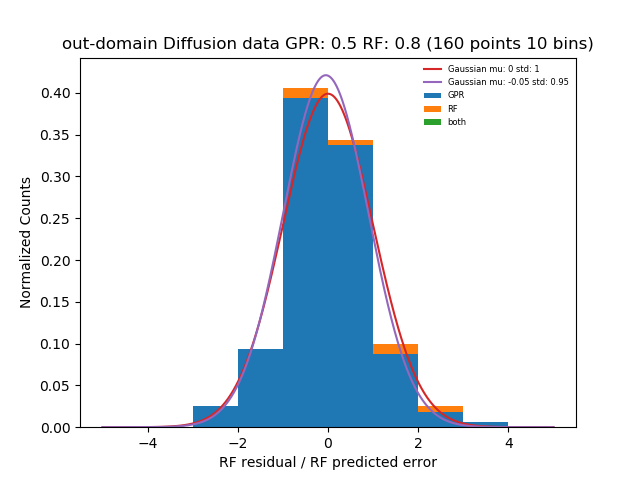 out-domain Diffusion data GPR: 0.5 RF: 0.8 (160 points 10 bins)
Gaussian mu: 0 std: 1
Gaussian mu: -0.05 std: 0.95
GPR
RF
both
Normalized Counts
0.40
0.35
0.30
0.25
0.20
0.15
0.10
0.05
0.00
−4 −2 0 2 4
RF residual / RF predicted error